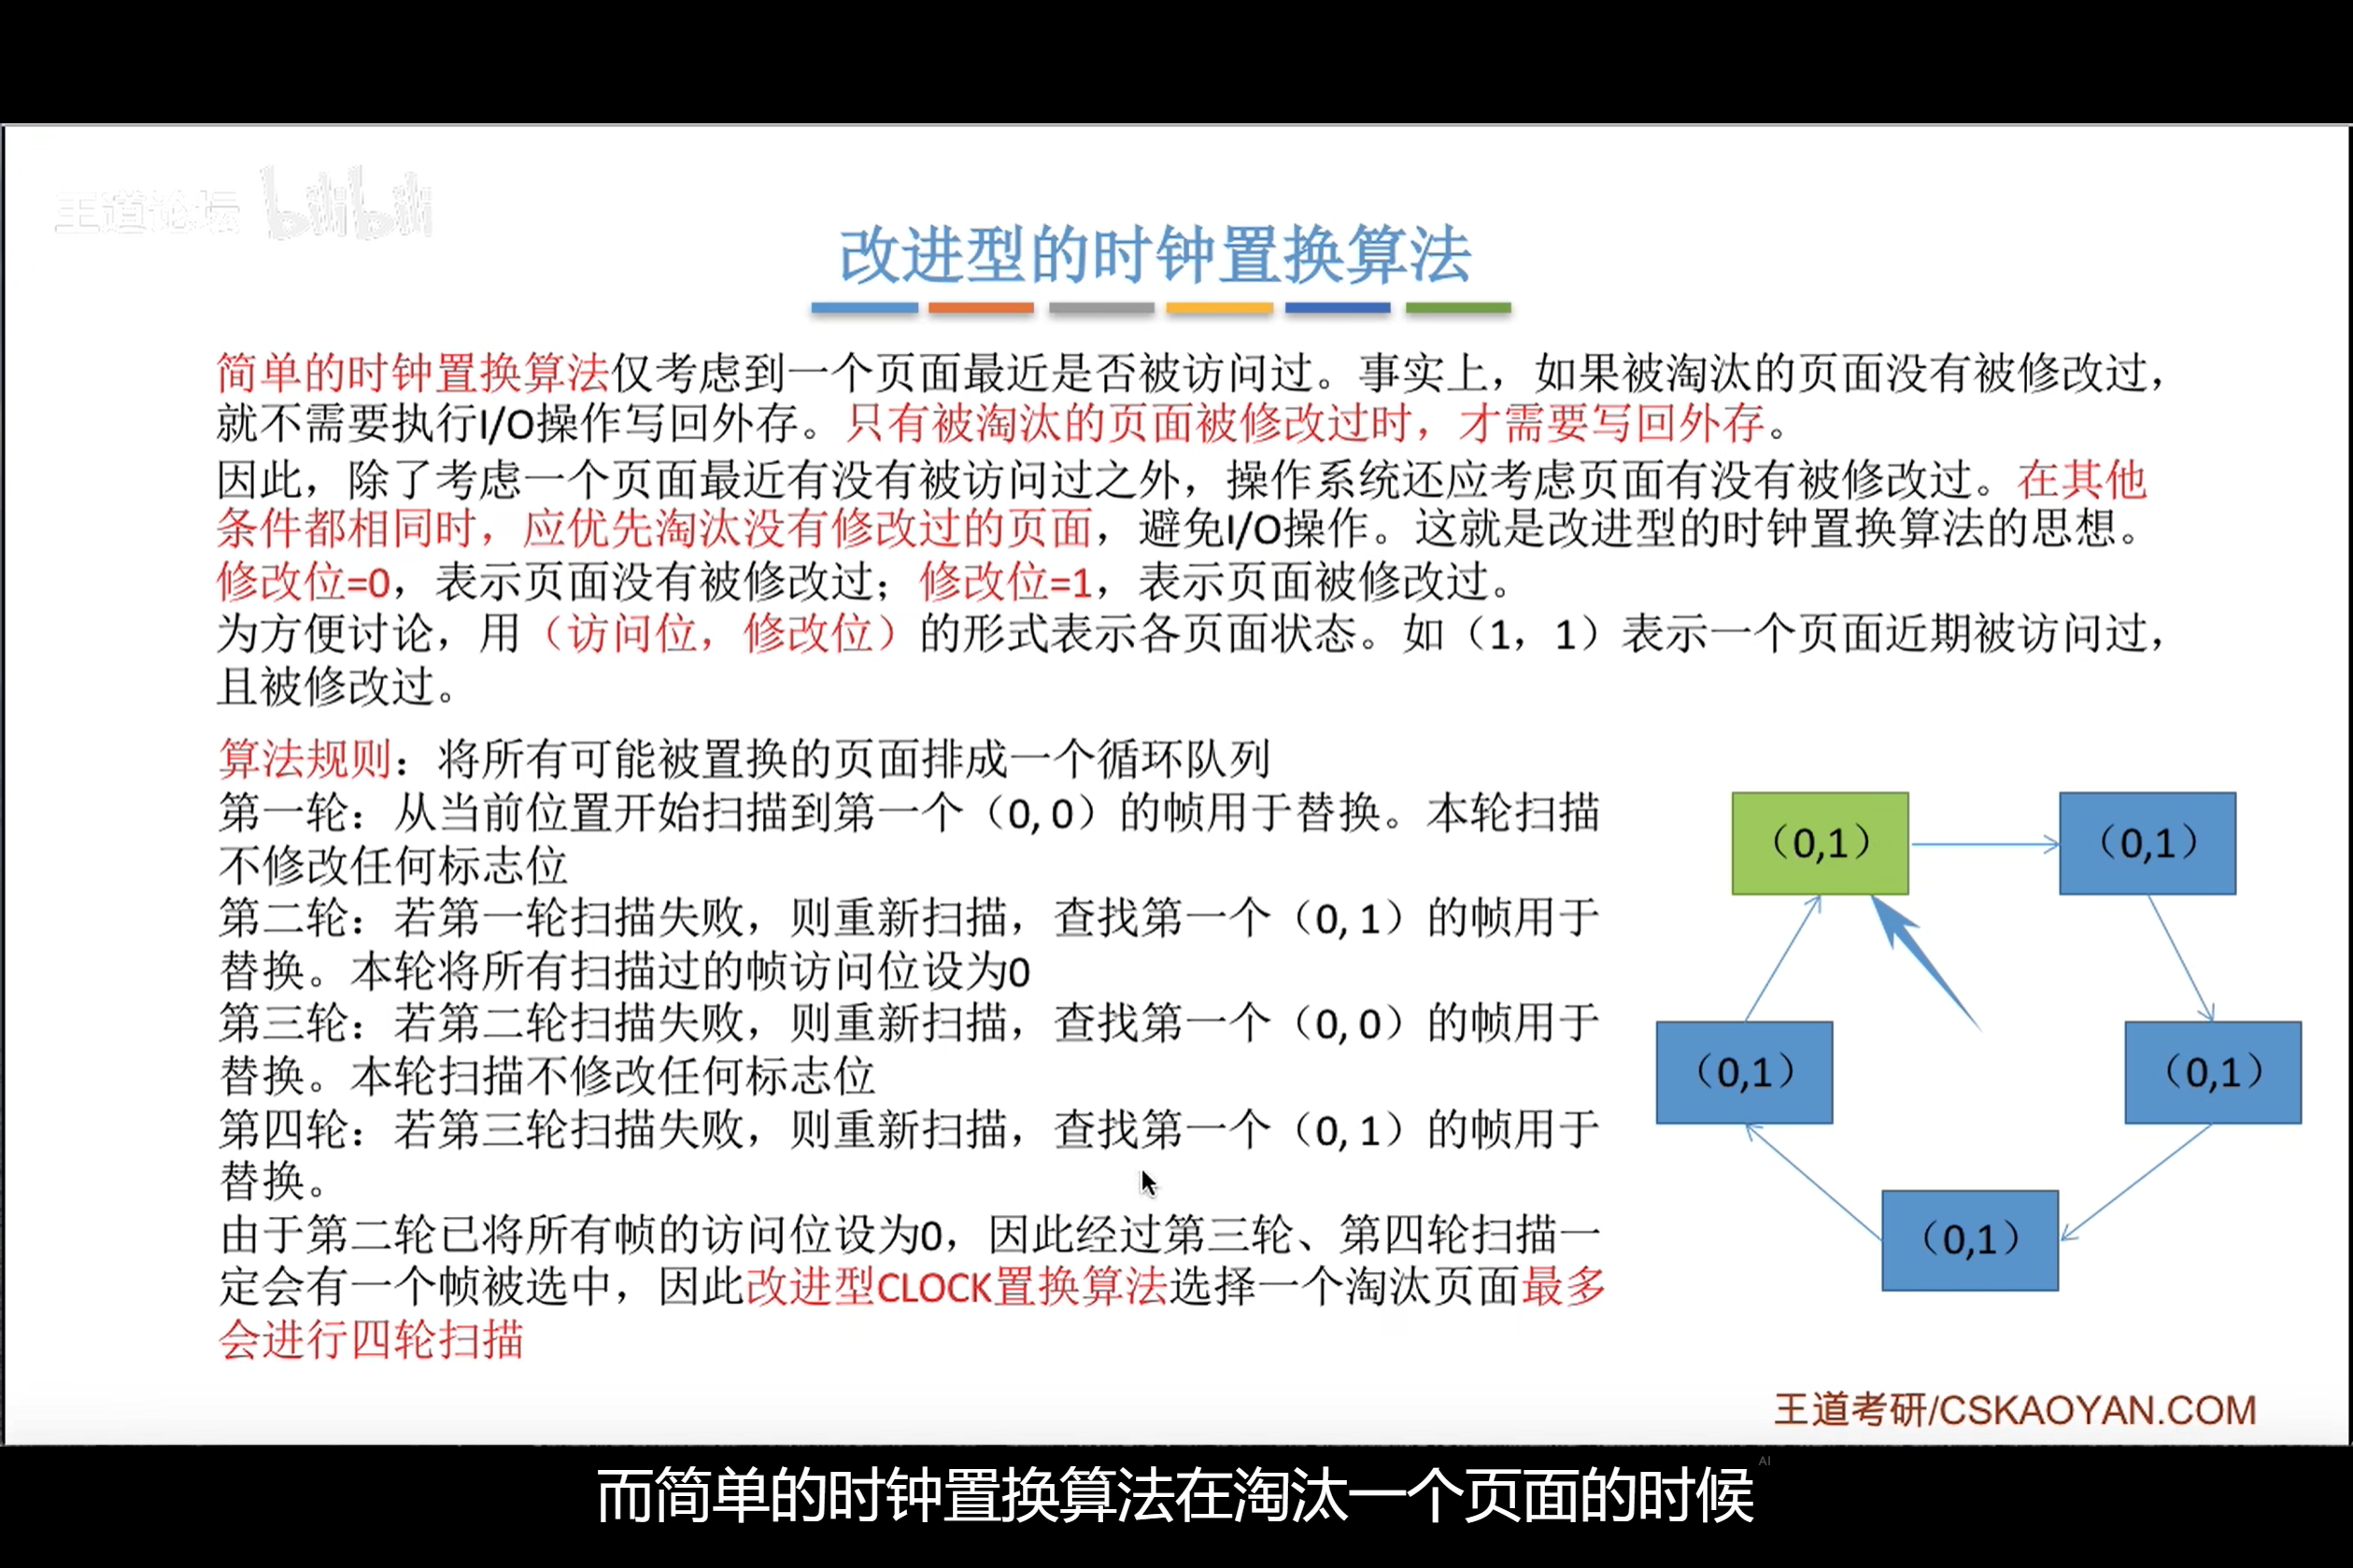 王道论坛 bilibili
改进型的时钟置换算法
简单的时钟置换算法仅考虑到一个页面最近是否被访问过。事实上，如果被淘汰的页面没有被修改过，
就不需要执行I/O操作写回外存。只有被淘汰的页面被修改过时，才需要写回外存。
因此，除了考虑一个页面最近有没有被访问过之外，操作系统还应考虑页面有没有被修改过。在其他
条件都相同时，应优先淘汰没有修改过的页面，避免I/O操作。这就是改进型的时钟置换算法的思想。
修改位=0，表示页面没有被修改过；修改位=1，表示页面被修改过。
为方便讨论，用（访问位，修改位）的形式表示各页面状态。如（1，1）表示一个页面近期被访问过，
且被修改过。
算法规则：将所有可能被置换的页面排成一个循环队列
第一轮：从当前位置开始扫描到第一个（0, 0）的帧用于替换。本轮扫描
不修改任何标志位
第二轮：若第一轮扫描失败，则重新扫描，查找第一个（0, 1）的帧用于
替换。本轮将所有扫描过的帧访问位设为0
第三轮：若第二轮扫描失败，则重新扫描，查找第一个（0, 0）的帧用于
替换。本轮扫描不修改任何标志位
第四轮：若第三轮扫描失败，则重新扫描，查找第一个（0, 1）的帧用于
替换。
由于第二轮已将所有帧的访问位设为0，因此经过第三轮、第四轮扫描一
定会有一个帧被选中，因此改进型CLOCK置换算法选择一个淘汰页面最多
会进行四轮扫描
（0,1）
（0,1）
（0,1）
（0,1）
（0,1）
王道考研/CSKAOYAN.COM
而简单的时钟置换算法在淘汰一个页面的时候
AI